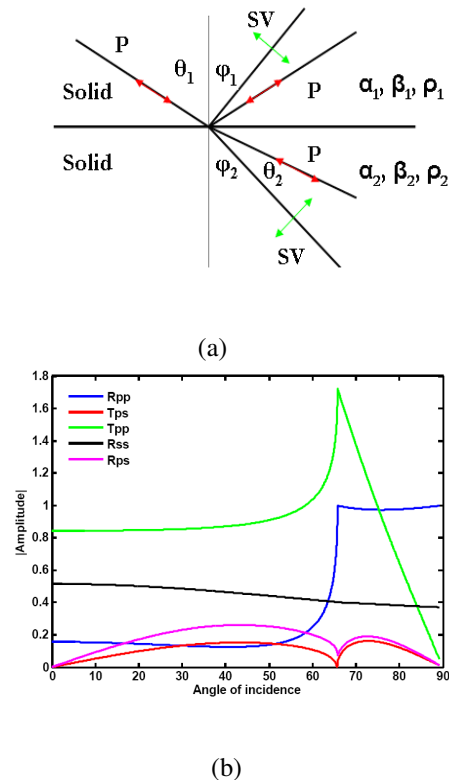 SV
P
θ1
φ1
Solid
P
α1, β1, ρ1
Solid
φ2
θ2
P
α2, β2, ρ2
SV
(a)
1.8
1.6
1.4
1.2
1
0.8
0.6
0.4
0.2
0
|Amplitude|
Rpp
Tps
Tpp
Rss
Rps
0 10 20 30 40 50 60 70 80 90
Angle of incidence
(b)